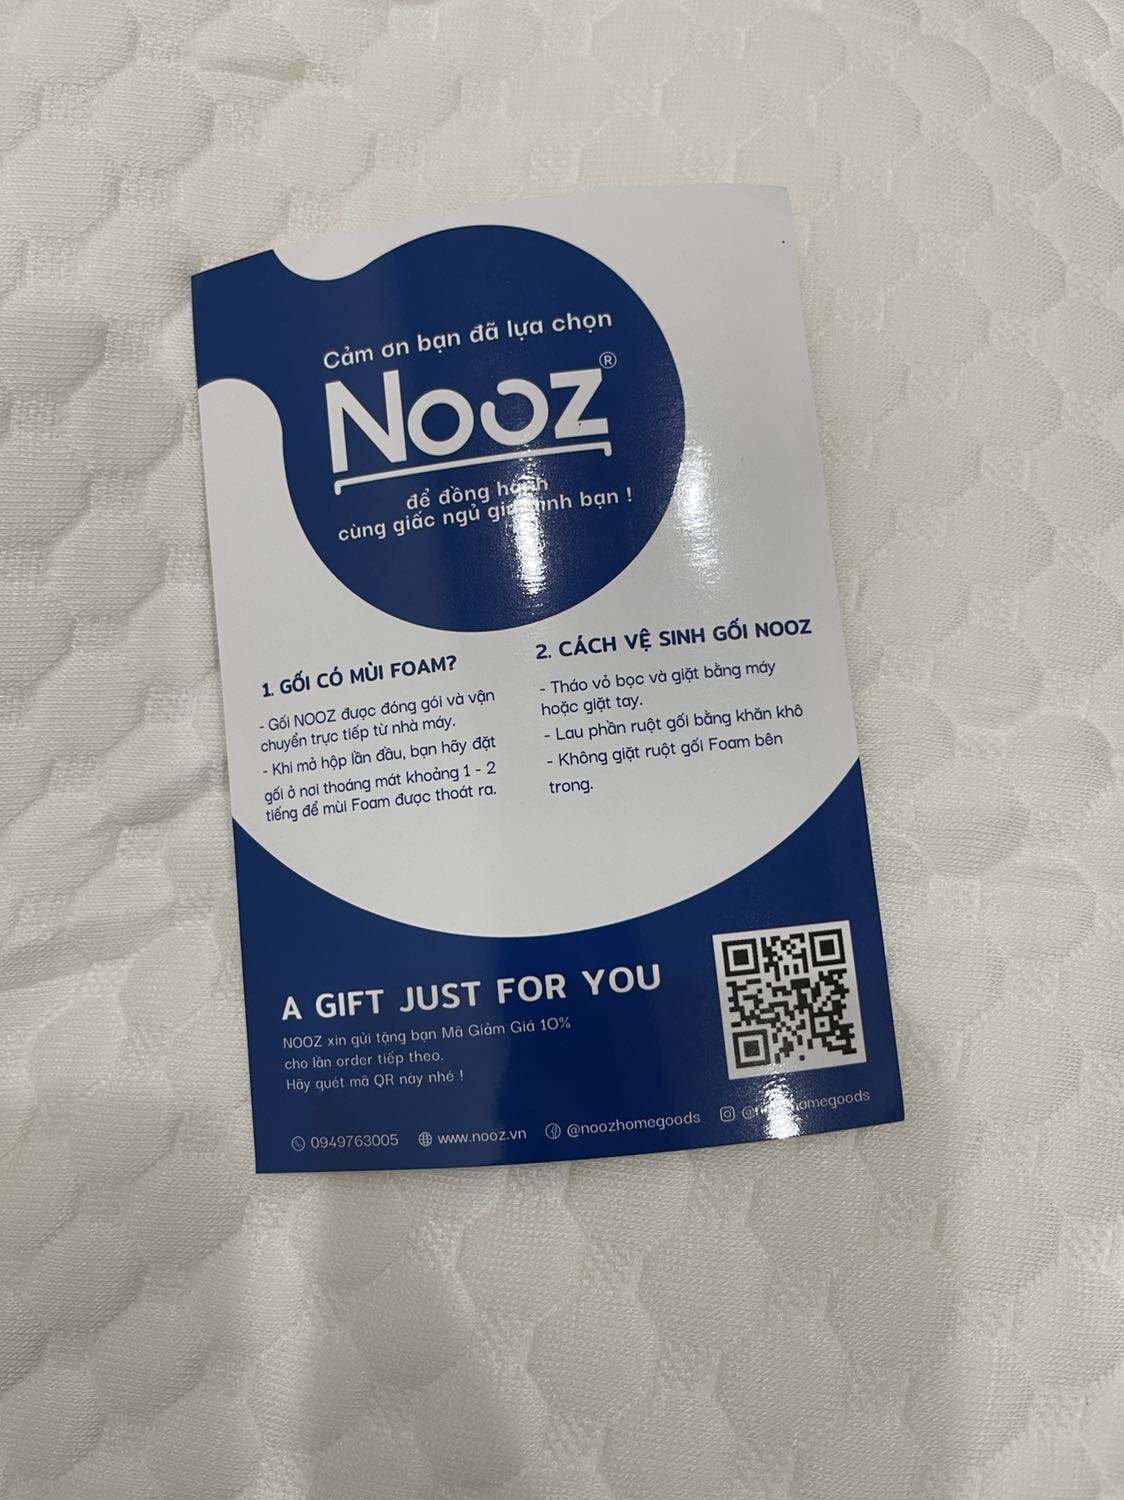 Cảm ơn bạn đã lựa chọn
NOOZ®
để đồng hành
cùng giấc ngủ gia đình bạn !
1. GỐI CÓ MÙI FOAM?
- Gối NOOZ được đóng gói và vận
chuyển trực tiếp từ nhà máy.
- Khi mở hộp lần đầu, bạn hãy đặt
gối ở nơi thoáng mát khoảng 1 - 2
tiếng để mùi Foam được thoát ra.
2. CÁCH VỆ SINH GỐI NOOZ
- Tháo vỏ bọc và giặt bằng máy
hoặc giặt tay.
- Lau phần ruột gối bằng khăn khô
- Không giặt ruột gối Foam bên
trong.
A GIFT JUST FOR YOU
NOOZ xin gửi tặng bạn Mã Giảm Giá 10%
cho lần order tiếp theo.
Hãy quét mã QR này nhé !
0949763005 www.nooz.vn @noozhomegoods